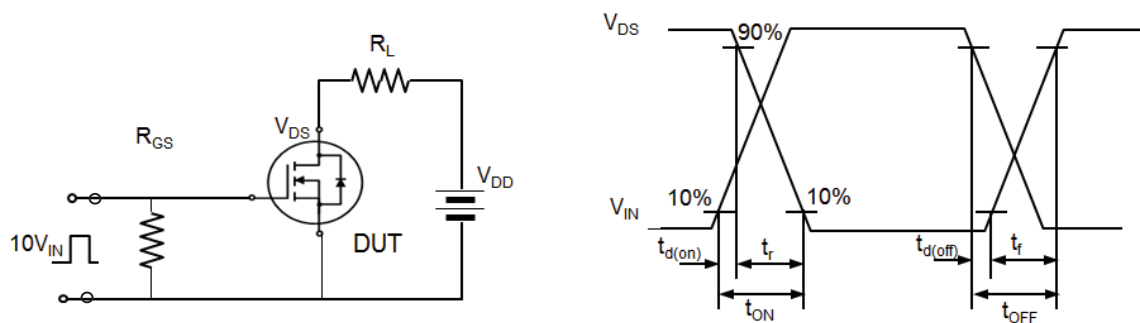 R_L
R_GS
V_DS
V_DD
10V_IN
DUT
V_DS
90%
V_IN
10%
10%
t_d(on)
t_r
t_d(off)
t_f
t_ON
t_OFF